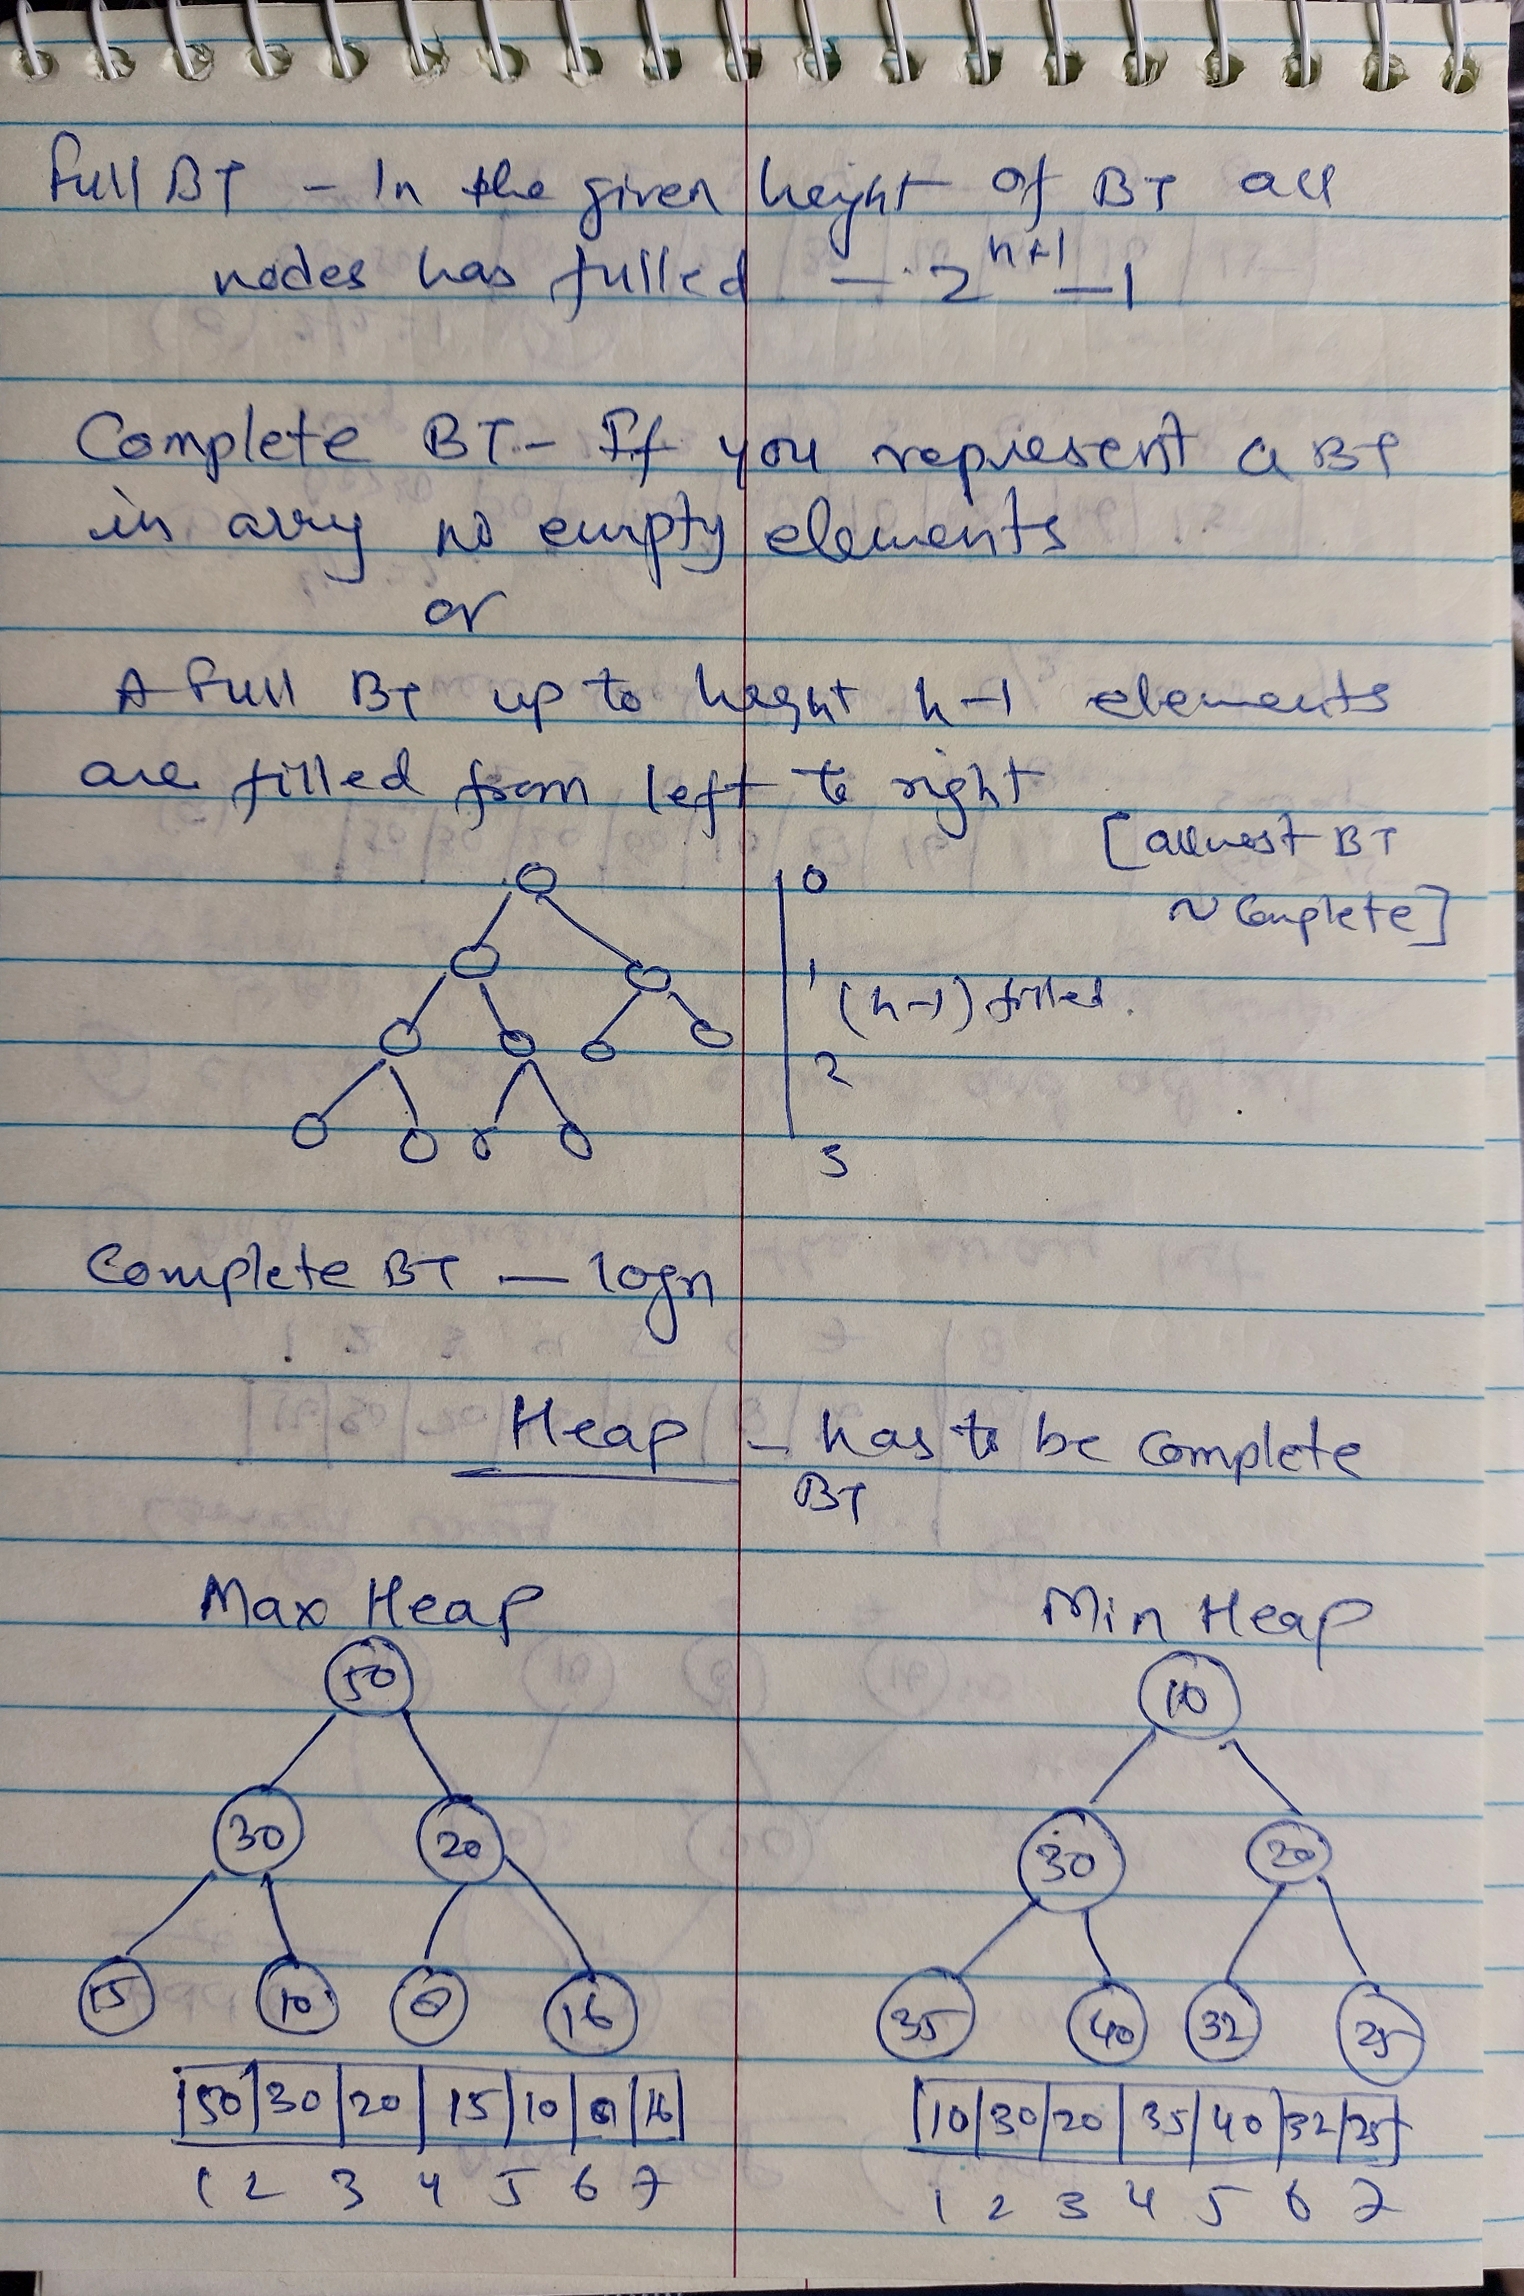 full BT - In the given height of BT all
nodes has fulled - 2^h+1 - 1
Complete BT - If you represent a BT
in arry no empty elements
or
A full BT up to height h-1 elements
are filled from left to right
[allmost BT
~ Complete]
0
1
(h-1) filled.
2
3
Complete BT - logn
Heap - has to be complete
BT
Max Heap
50
30 20
15 10 16
50 30 20 15 10 16
1 2 3 4 5 6 7
Min Heap
10
30 20
35 40 32 25
10 30 20 35 40 32 25
1 2 3 4 5 6 7